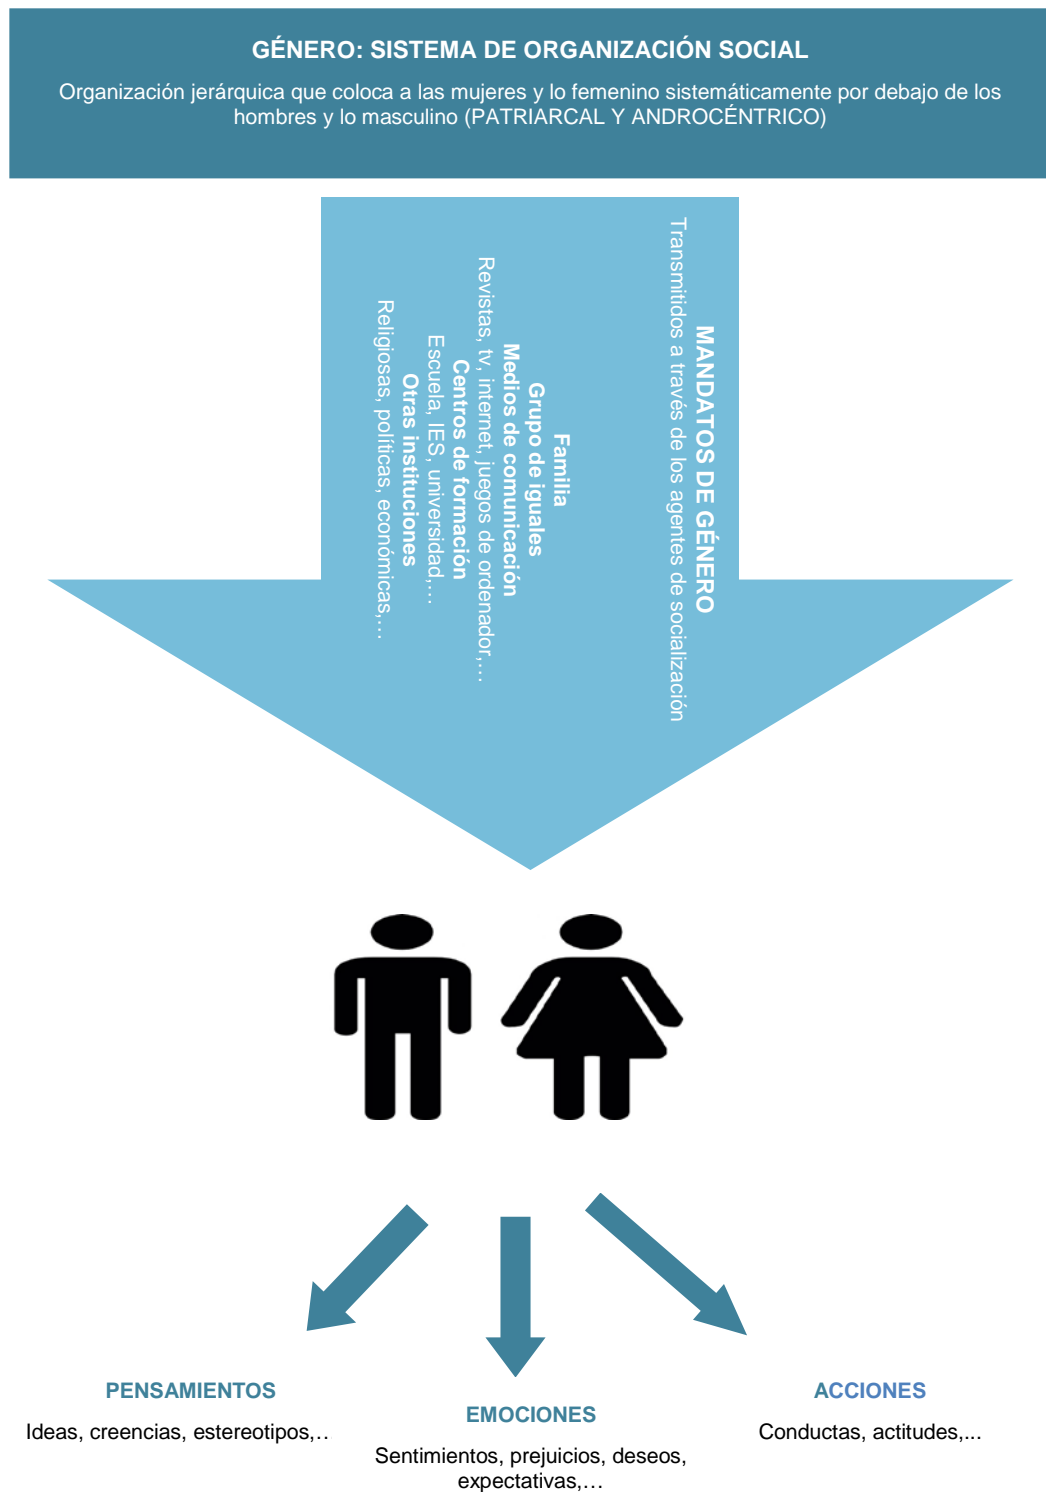 GÉNERO: SISTEMA DE ORGANIZACIÓN SOCIAL
Organización jerárquica que coloca a las mujeres y lo femenino sistemáticamente por debajo de los
hombres y lo masculino (PATRIARCAL Y ANDROCÉNTRICO)
MANDATOS DE GÉNERO
Transmitidos a través de los agentes de socialización
Familia
Grupo de iguales
Medios de comunicación
Revistas, tv, internet, juegos de ordenador,…
Centros de formación
Escuela, IES, universidad,…
Otras instituciones
Religiosas, políticas, económicas,…
PENSAMIENTOS
Ideas, creencias, estereotipos,..
EMOCIONES
Sentimientos, prejuicios, deseos,
expectativas,…
ACCIONES
Conductas, actitudes,...